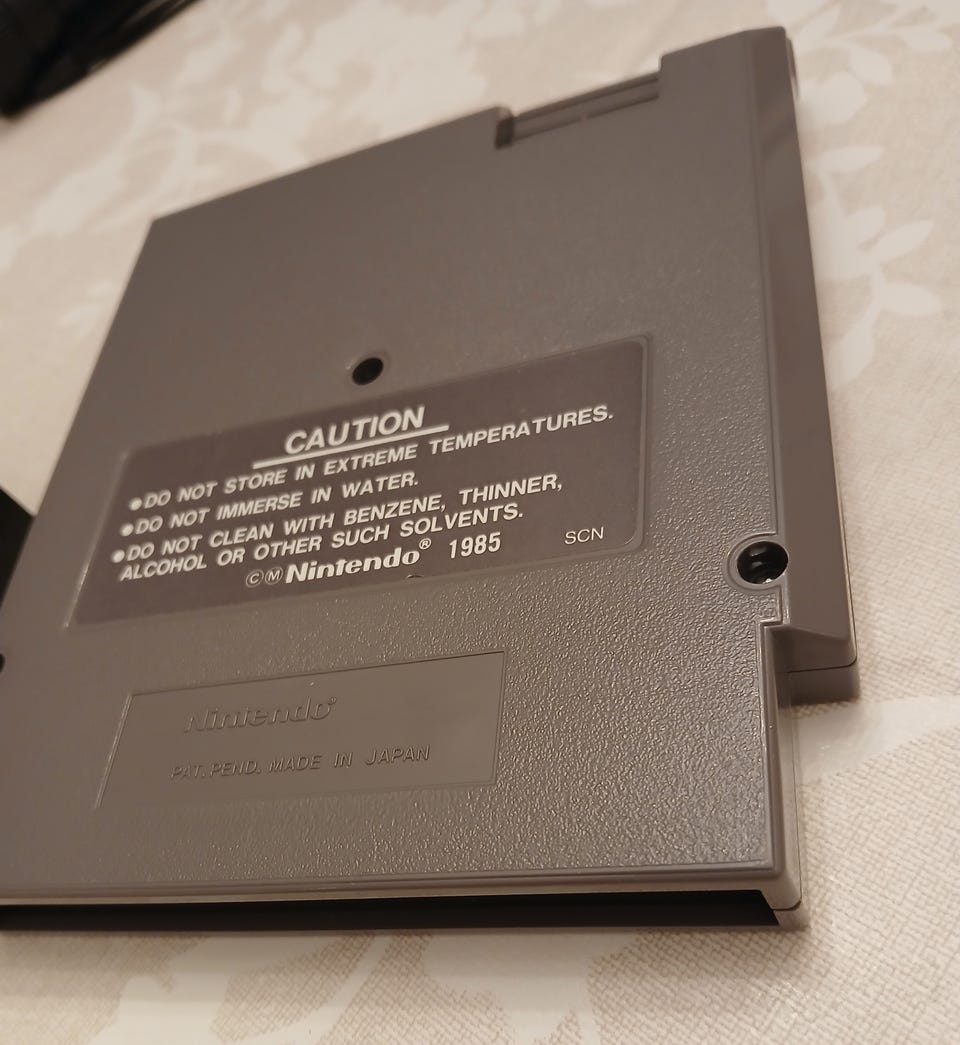 CAUTION
●DO NOT STORE IN EXTREME TEMPERATURES.
●DO NOT IMMERSE IN WATER.
●DO NOT CLEAN WITH BENZENE, THINNER,
ALCOHOL OR OTHER SUCH SOLVENTS.
ⒸⓂNintendo® 1985 SCN
Nintendo®
PAT. PEND. MADE IN JAPAN